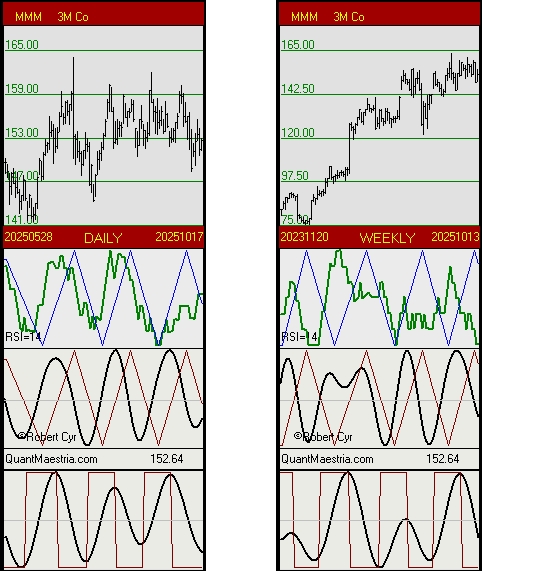 MMM 3M Co
165.00
159.00
153.00
147.00
141.00
20250528 DAILY 20251017
RSI=14
©Robert Cyr
QuantMaestria.com 152.64
MMM 3M Co
165.00
142.50
120.00
97.50
75.00
20231120 WEEKLY 20251013
RSI=14
©Robert Cyr
QuantMaestria.com 152.64